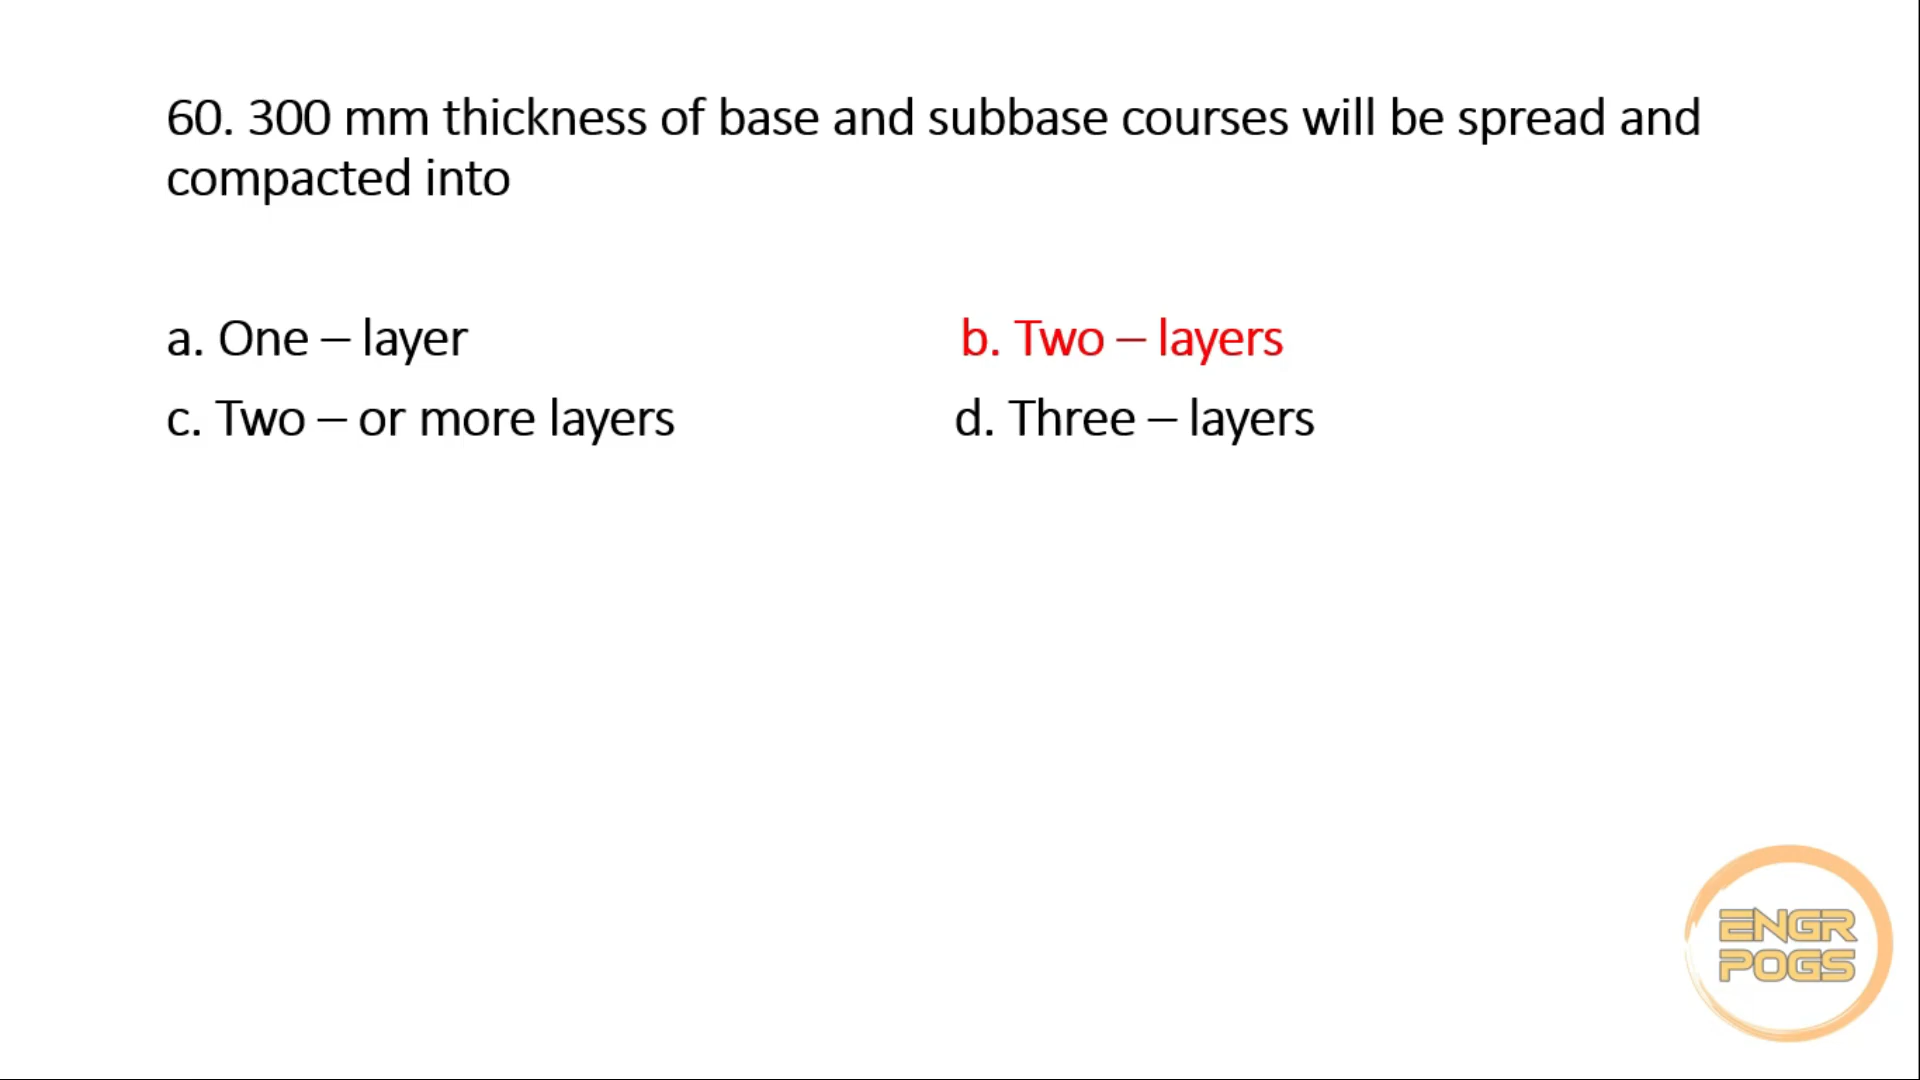 60. 300 mm thickness of base and subbase courses will be spread and
compacted into
a. One – layer
b. Two – layers
c. Two – or more layers
d. Three – layers
ENGR
POGS